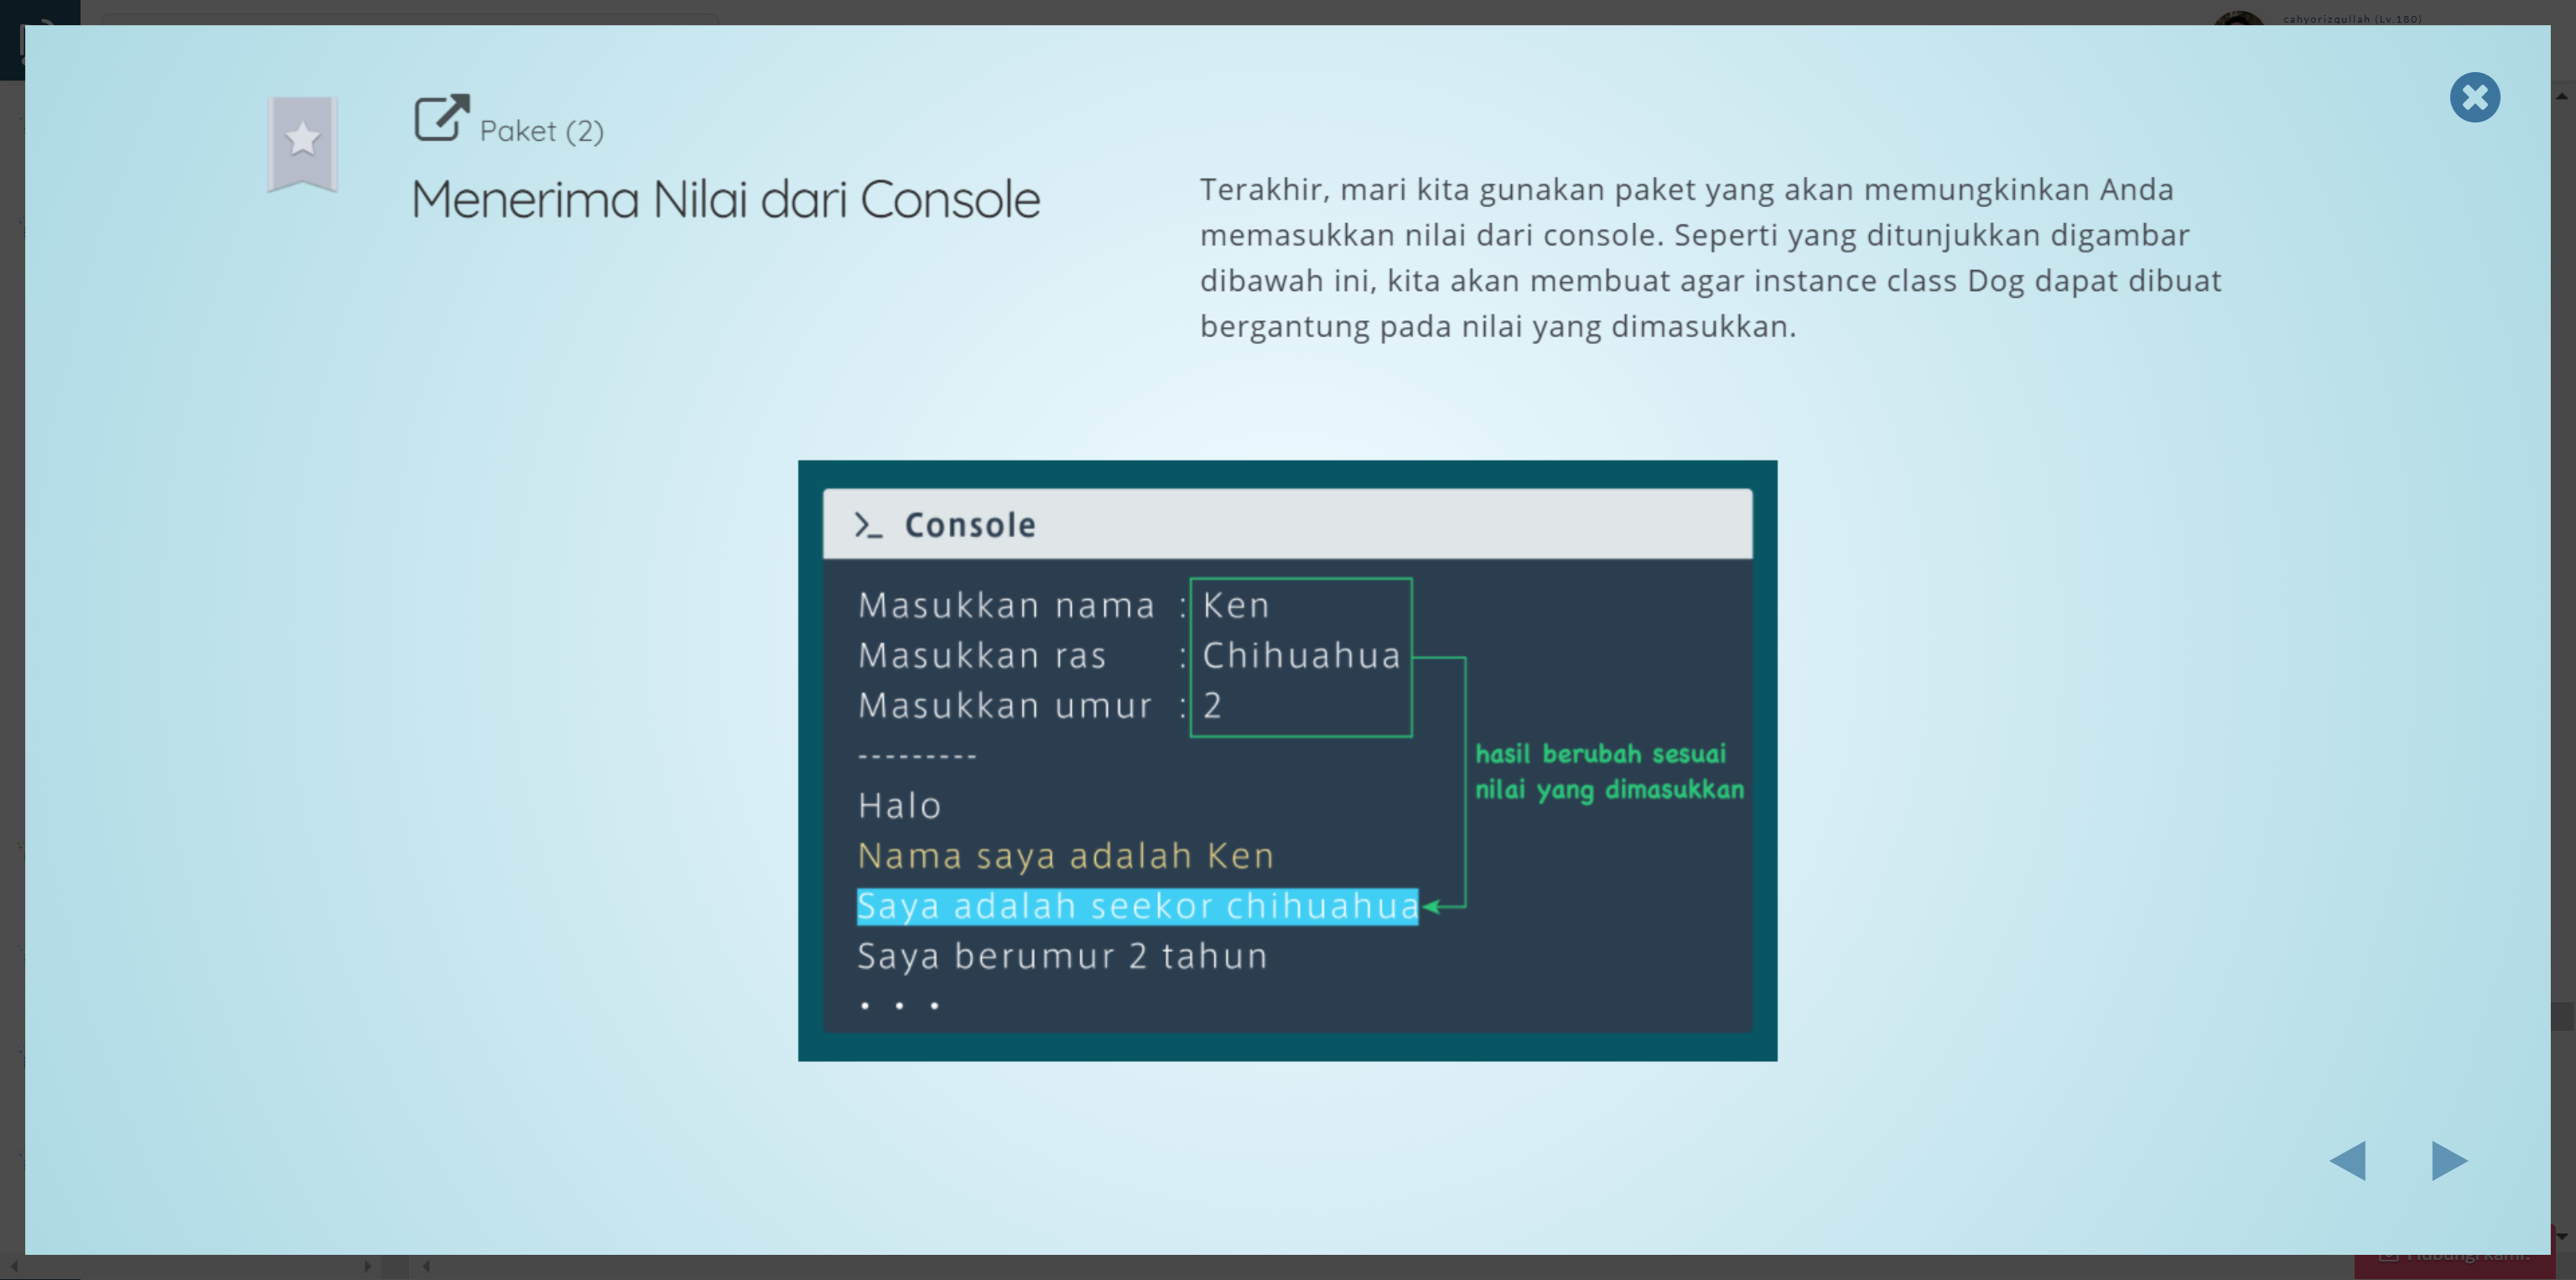 cahyorizqullah (Lv.180)
Paket (2)
Menerima Nilai dari Console
Terakhir, mari kita gunakan paket yang akan memungkinkan Anda
memasukkan nilai dari console. Seperti yang ditunjukkan digambar
dibawah ini, kita akan membuat agar instance class Dog dapat dibuat
bergantung pada nilai yang dimasukkan.
>_ Console
Masukkan nama : Ken
Masukkan ras : Chihuahua
Masukkan umur : 2
---------
hasil berubah sesuai
nilai yang dimasukkan
Halo
Nama saya adalah Ken
Saya adalah seekor chihuahua
Saya berumur 2 tahun
. . .